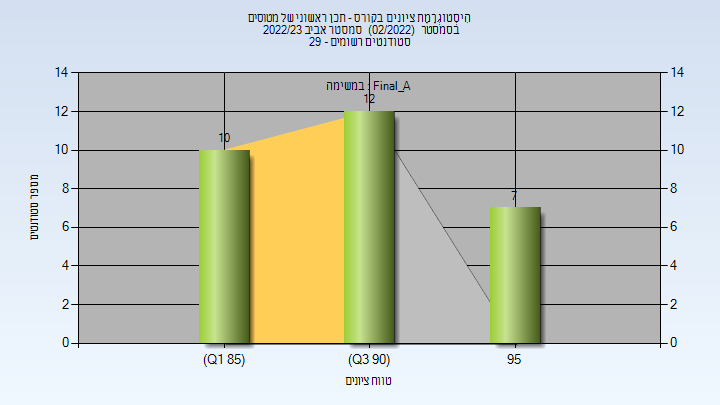 היסטוגרמת ציונים בקורס - תכן ראשוני של מטוסים
בסמסטר (02/2022) סמסטר אביב 2022/23
סטודנטים רשומים - 29
במשימה : Final_A
14
12
10
8
6
4
2
0
14
12
10
8
6
4
2
0
10
12
7
מספר סטודנטים
(Q1 85)
(Q3 90)
95
טווח ציונים